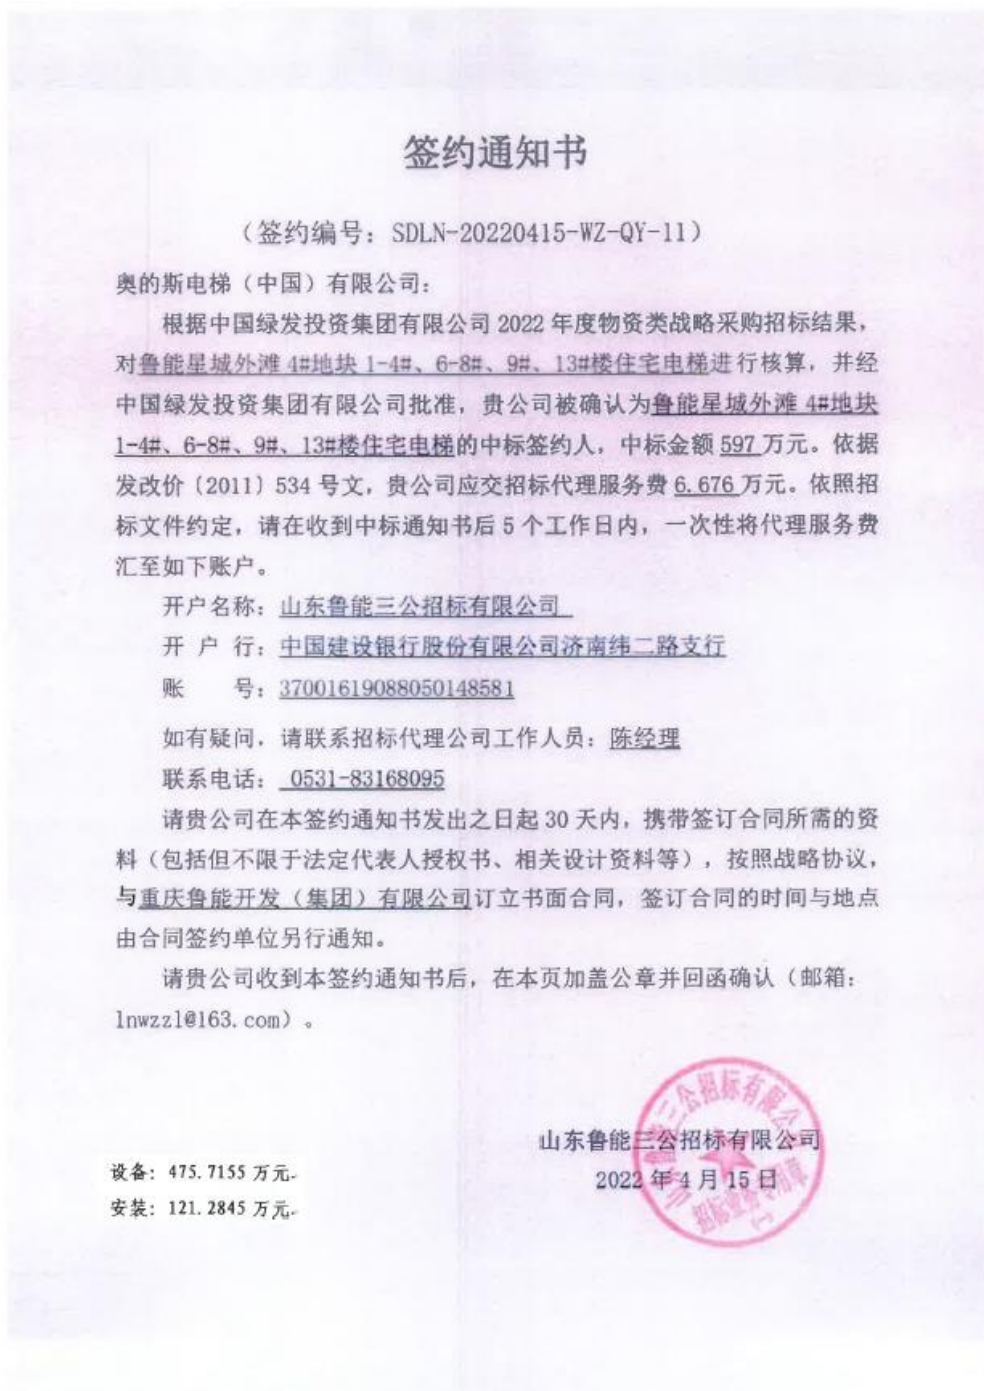 签约通知书
（签约编号：SDLN-20220415-WZ-QY-11）
奥的斯电梯（中国）有限公司：
根据中国绿发投资集团有限公司 2022 年度物资类战略采购招标结果，
对鲁能星城外滩 4#地块 1-4#、6-8#、9#、13#楼住宅电梯进行核算，并经
中国绿发投资集团有限公司批准，贵公司被确认为鲁能星城外滩 4#地块
1-4#、6-8#、9#、13#楼住宅电梯的中标签约人，中标金额 597 万元。依据
发改价〔2011〕534 号文，贵公司应交招标代理服务费 6.676 万元。依照招
标文件约定，请在收到中标通知书后 5 个工作日内，一次性将代理服务费
汇至如下账户。
开户名称：山东鲁能三公招标有限公司
开 户 行：中国建设银行股份有限公司济南纬二路支行
账 号：37001619088050148581
如有疑问，请联系招标代理公司工作人员：陈经理
联系电话： 0531-83168095
请贵公司在本签约通知书发出之日起 30 天内，携带签订合同所需的资
料（包括但不限于法定代表人授权书、相关设计资料等），按照战略协议，
与重庆鲁能开发（集团）有限公司订立书面合同，签订合同的时间与地点
由合同签约单位另行通知。
请贵公司收到本签约通知书后，在本页加盖公章并回函确认（邮箱：
lnwzzl@163.com）。
山东鲁能三公招标有限公司
2022 年 4 月 15 日
设备：475.7155 万元
安装：121.2845 万元
山东鲁能三公招标有限公司
招标业务专用章